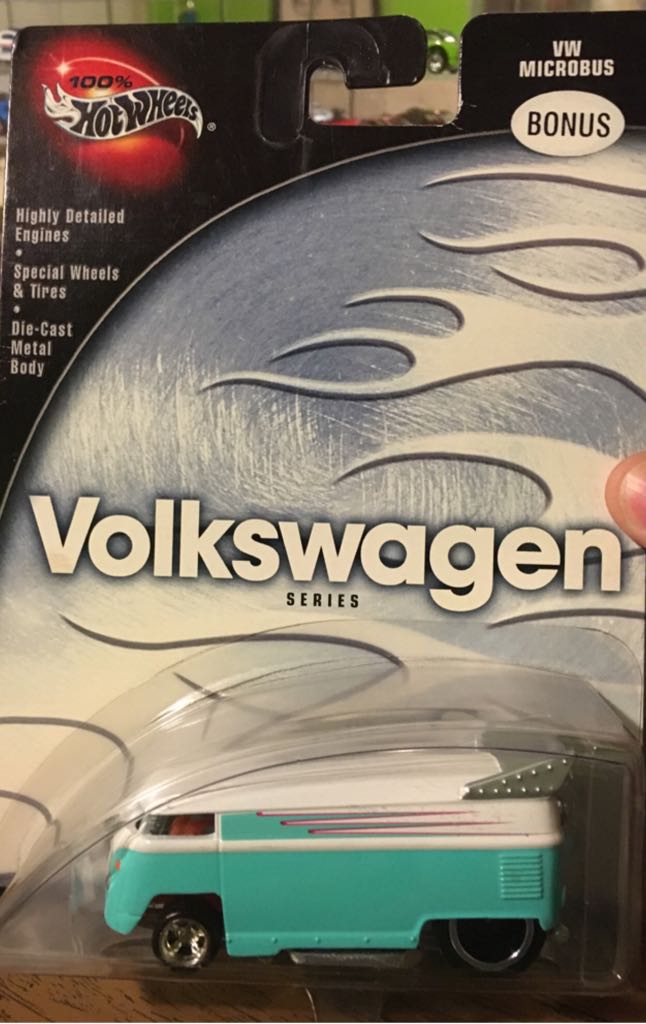 100%
Hot Wheels®
VW
MICROBUS
BONUS
Highly Detailed
Engines
•
Special Wheels
& Tires
•
Die-Cast
Metal
Body
Volkswagen
SERIES